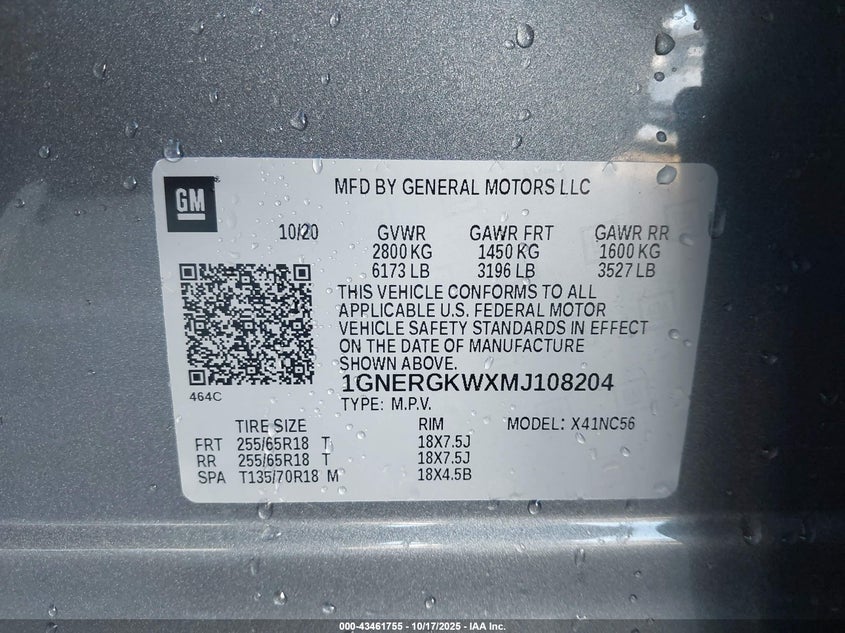 GM
MFD BY GENERAL MOTORS LLC
10/20 GVWR GAWR FRT GAWR RR
2800 KG 1450 KG 1600 KG
6173 LB 3196 LB 3527 LB
THIS VEHICLE CONFORMS TO ALL
APPLICABLE U.S. FEDERAL MOTOR
VEHICLE SAFETY STANDARDS IN EFFECT
ON THE DATE OF MANUFACTURE
SHOWN ABOVE.
1GNERGKWXMJ108204
464C
TYPE: M.P.V.
TIRE SIZE RIM MODEL: X41NC56
FRT 255/65R18 T 18X7.5J
RR 255/65R18 T 18X7.5J
SPA T135/70R18 M 18X4.5B
000-43461755 - 10/17/2025 - IAA Inc.